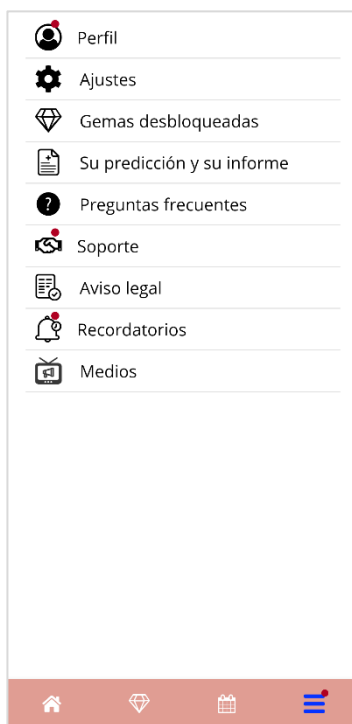 Perfil
Ajustes
Gemas desbloqueadas
Su predicción y su informe
Preguntas frecuentes
Soporte
Aviso legal
Recordatorios
Medios